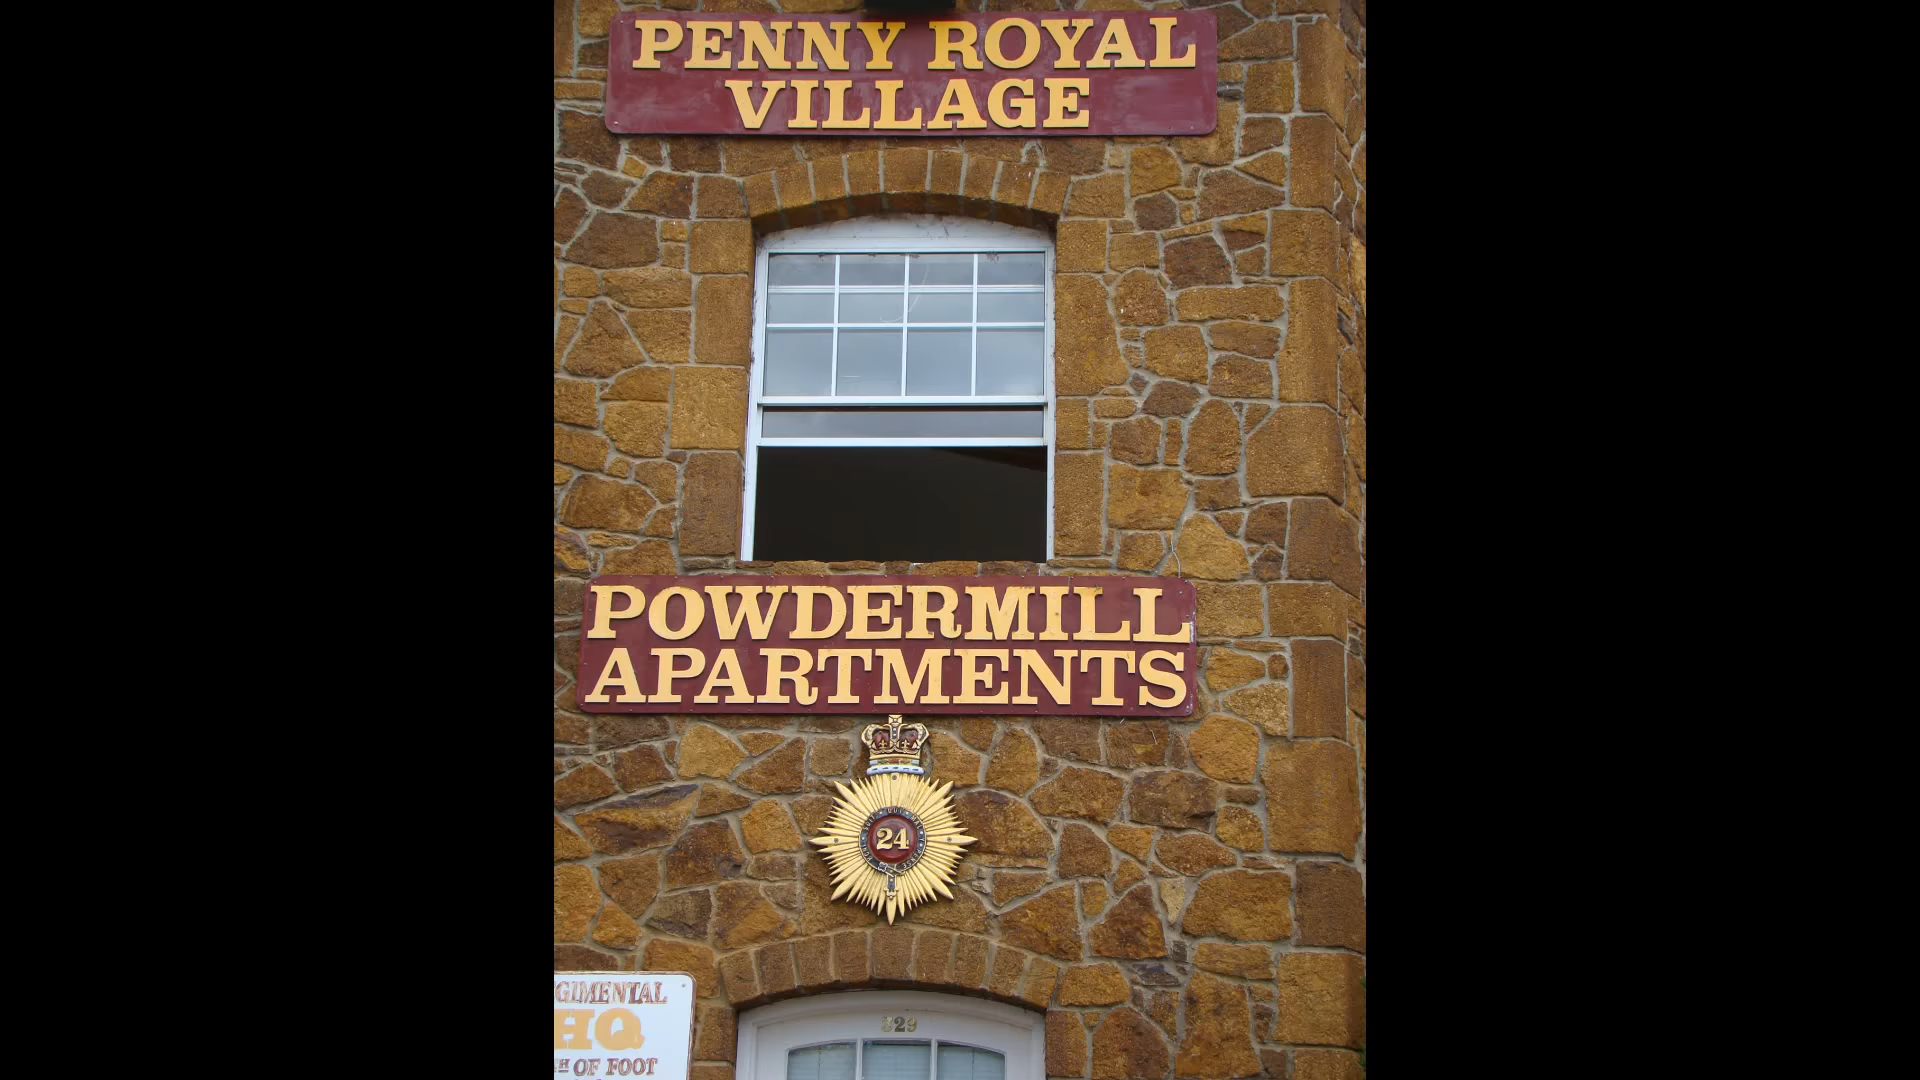 PENNY ROYAL
VILLAGE
POWDERMILL
APARTMENTS
24
GIMENTAL
HQ
OF FOOT
329